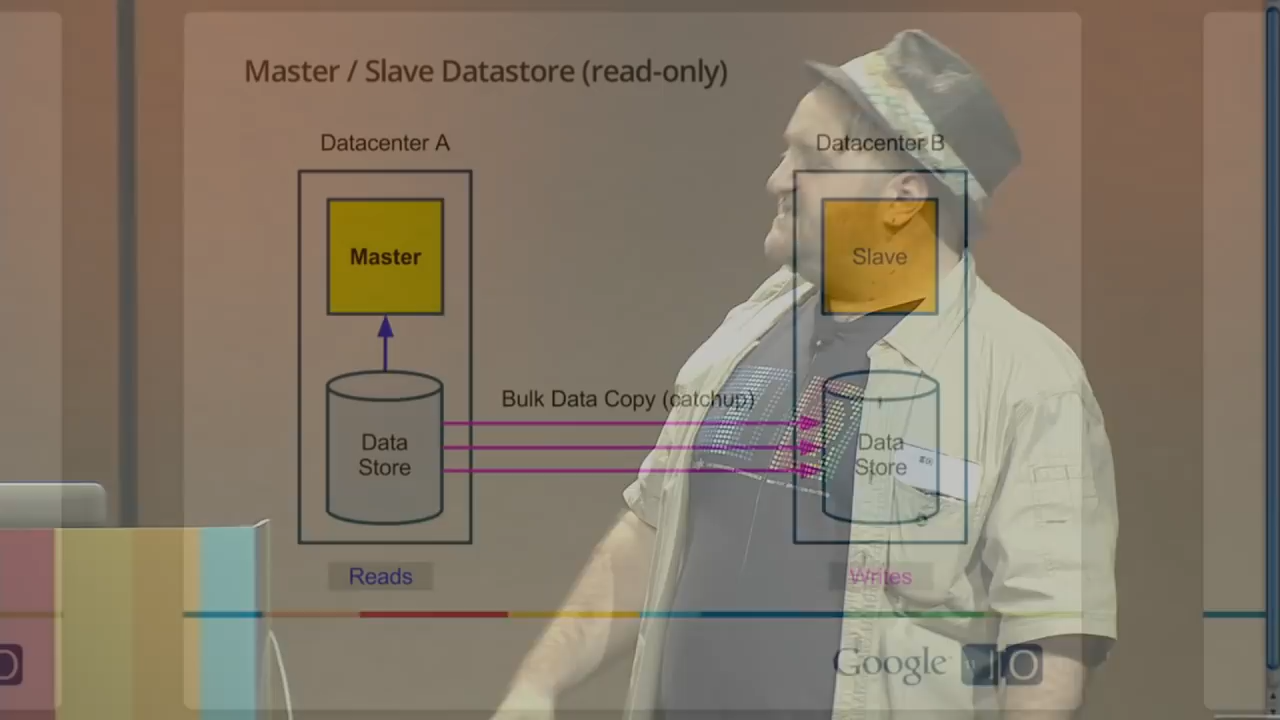 Master / Slave Datastore (read-only)
Datacenter A
Datacenter B
Master
Slave
Bulk Data Copy (catchup)
Data
Store
Data
Store
Reads
Writes
Google IO
O